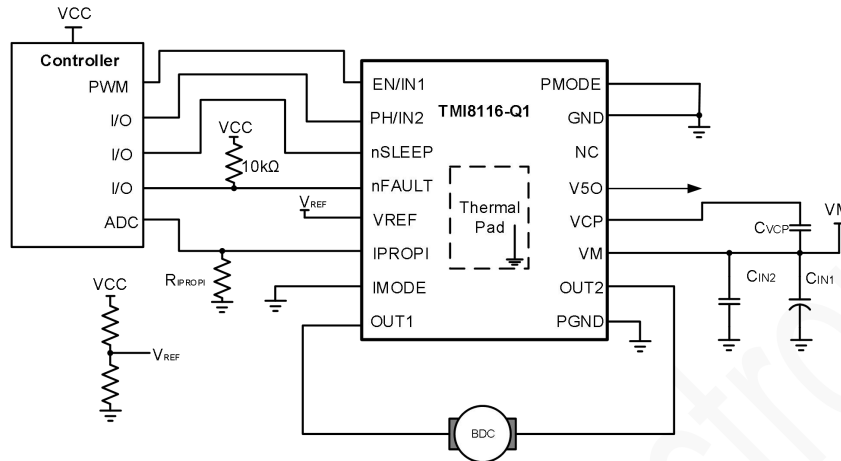 VCC
Controller
PWM
I/O
I/O
I/O
ADC
VCC
10kΩ
VREF
RIPROPI
VCC
VREF
TMI8116-Q1
EN/IN1
PH/IN2
nSLEEP
nFAULT
VREF
IPROPI
IMODE
OUT1
Thermal
Pad
PMODE
GND
NC
V5O
VCP
VM
OUT2
PGND
CVCP
VM
CIN2
CIN1
BDC